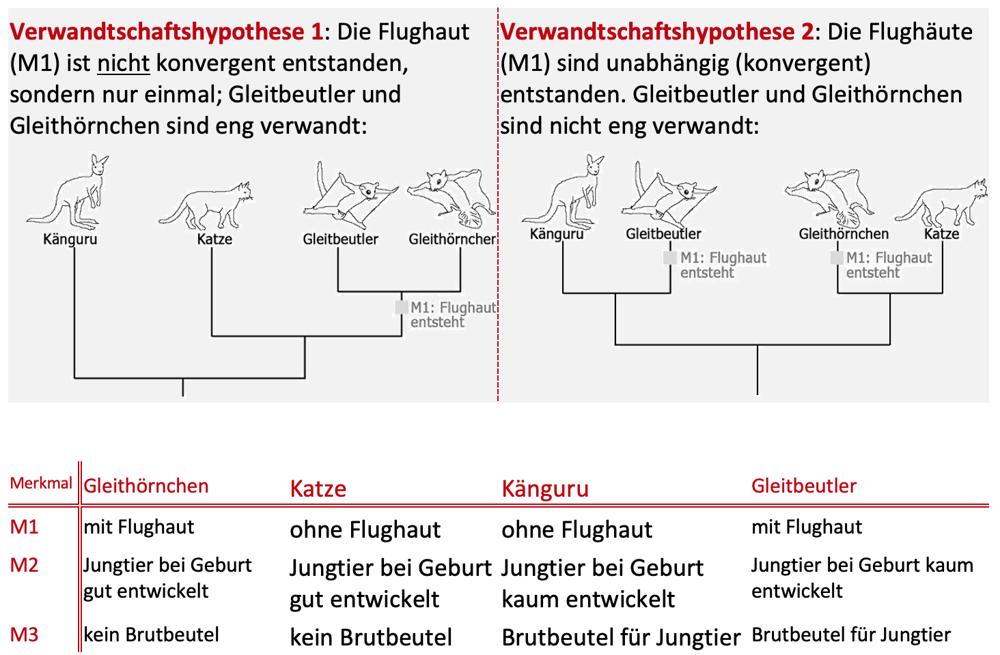 Verwandtschaftshypothese 1: Die Flughaut
(M1) ist nicht konvergent entstanden,
sondern nur einmal; Gleitbeutler und
Gleithörnchen sind eng verwandt:
Känguru
Katze
Gleitbeutler
Gleithörncher
M1: Flughaut
entsteht
Verwandtschaftshypothese 2: Die Flughäute
(M1) sind unabhängig (konvergent)
entstanden. Gleitbeutler und Gleithörnchen
sind nicht eng verwandt:
Känguru
Gleitbeutler
Gleithörnchen
Katze
M1: Flughaut
entsteht
M1: Flughaut
entsteht
Merkmal Gleithörnchen Katze Känguru Gleitbeutler
M1 mit Flughaut ohne Flughaut ohne Flughaut mit Flughaut
M2 Jungtier bei Geburt Jungtier bei Geburt Jungtier bei Jungtier bei Geburt kaum
gut entwickelt gut entwickelt Geburt kaum entwickelt entwickelt
M3 kein Brutbeutel kein Brutbeutel Brutbeutel für Jungtier Brutbeutel für Jungtier